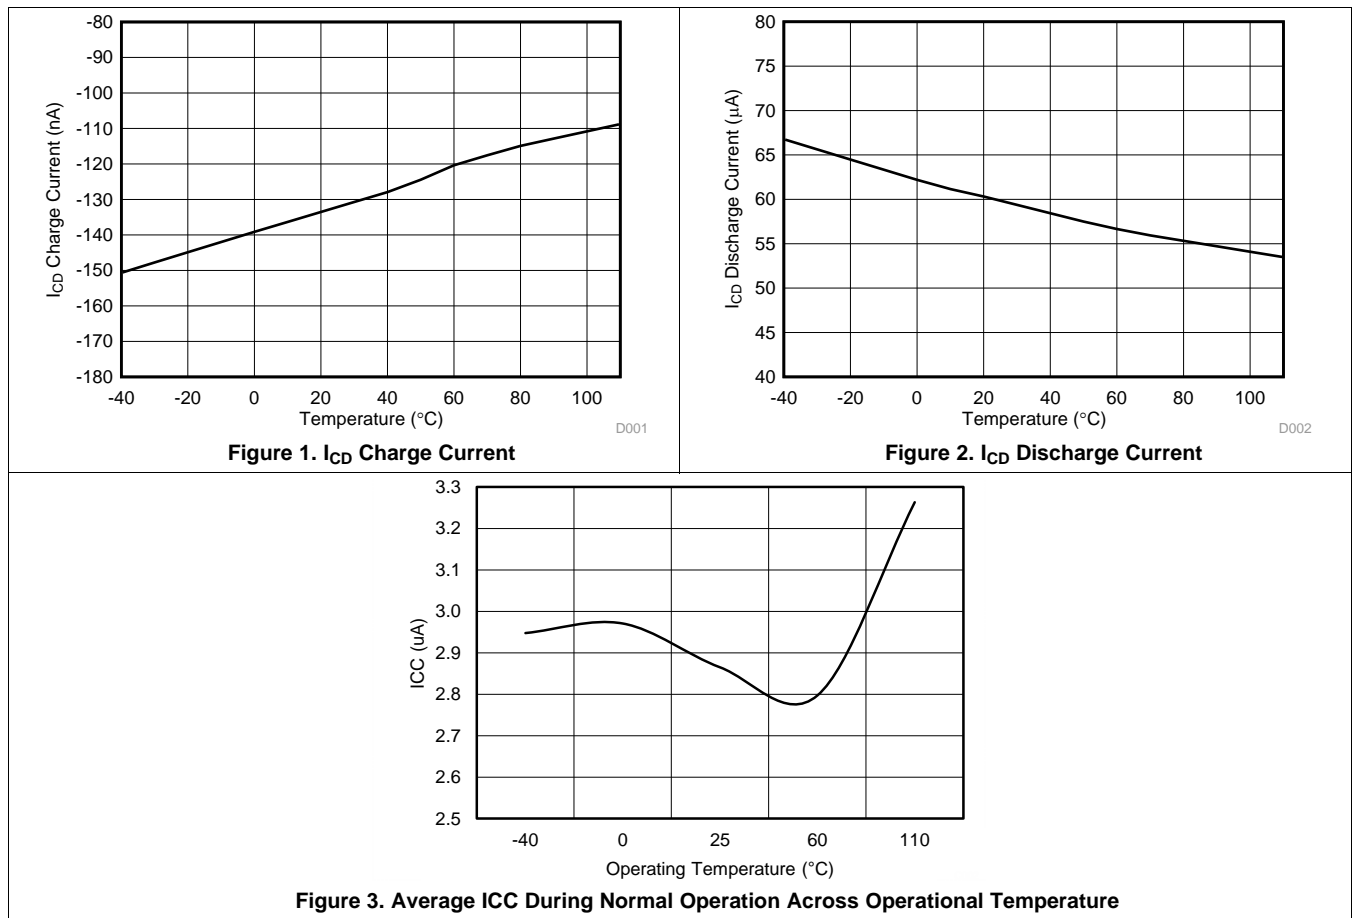 -80
-90
-100
-110
-120
-130
-140
-150
-160
-170
-180
I_CD Charge Current (nA)
-40 -20 0 20 40 60 80 100
Temperature (°C)
D001
Figure 1. I_CD Charge Current
80
75
70
65
60
55
50
45
40
I_CD Discharge Current (µA)
-40 -20 0 20 40 60 80 100
Temperature (°C)
D002
Figure 2. I_CD Discharge Current
3.3
3.2
3.1
3.0
2.9
2.8
2.7
2.6
2.5
ICC (uA)
-40 0 25 60 110
Operating Temperature (°C)
Figure 3. Average ICC During Normal Operation Across Operational Temperature